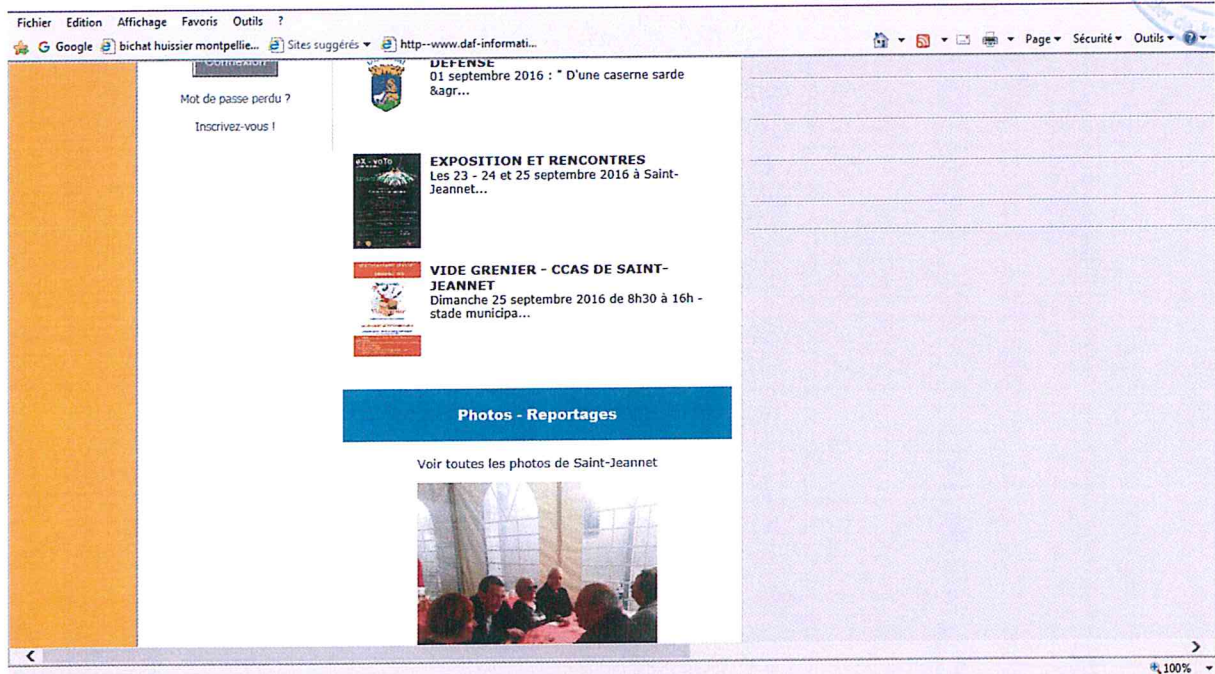 Fichier Edition Affichage Favoris Outils ?
Google bichat huissier montpellie... Sites suggérés http--www.daf-informati... Page Sécurité Outils
Connexion
Mot de passe perdu ?
Inscrivez-vous !
DEFENSE
01 septembre 2016 : " D'une caserne sarde
&agr...
eX - voTo
EXPOSITION ET RENCONTRES
Les 23 - 24 et 25 septembre 2016 à Saint-
Jeannet...
VIDE GRENIER - CCAS DE SAINT-
JEANNET
Dimanche 25 septembre 2016 de 8h30 à 16h -
stade municipa...
Photos - Reportages
Voir toutes les photos de Saint-Jeannet
100%